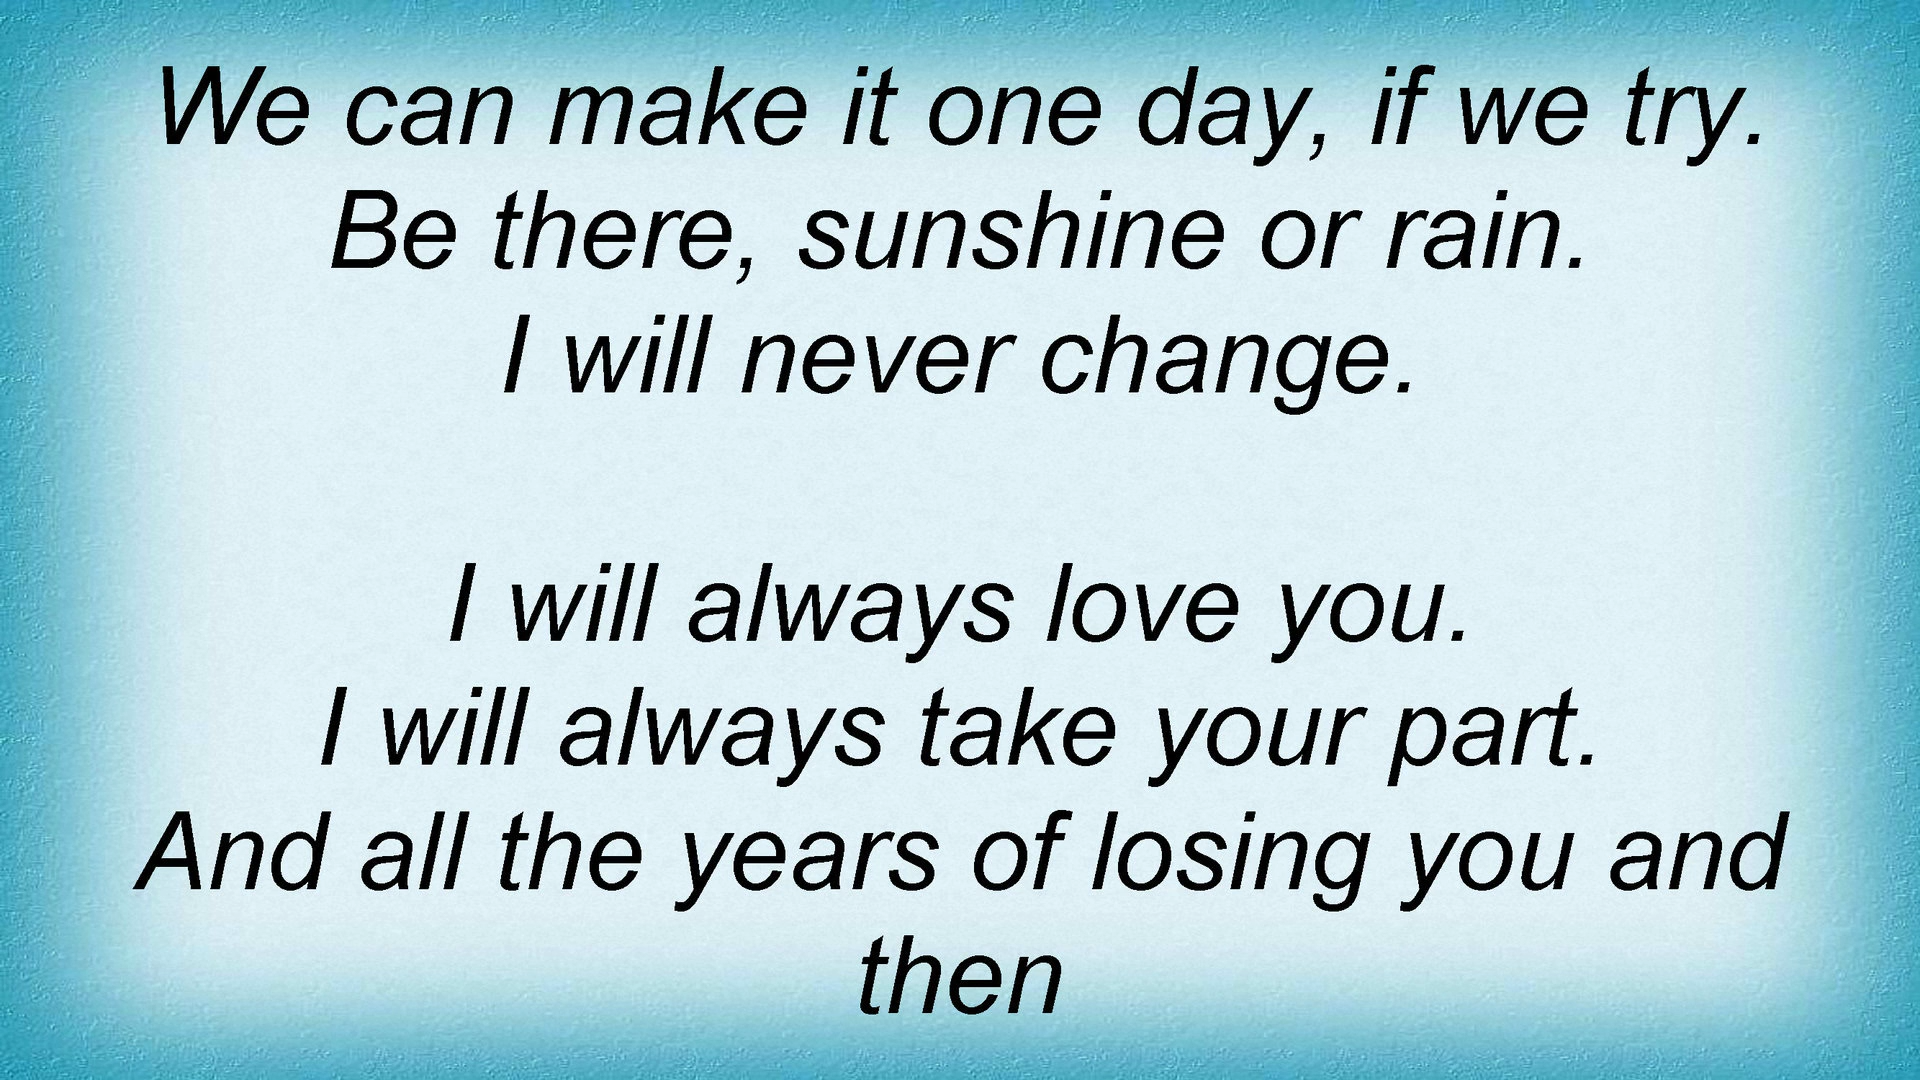 We can make it one day, if we try.
Be there, sunshine or rain.
I will never change.
I will always love you.
I will always take your part.
And all the years of losing you and
then